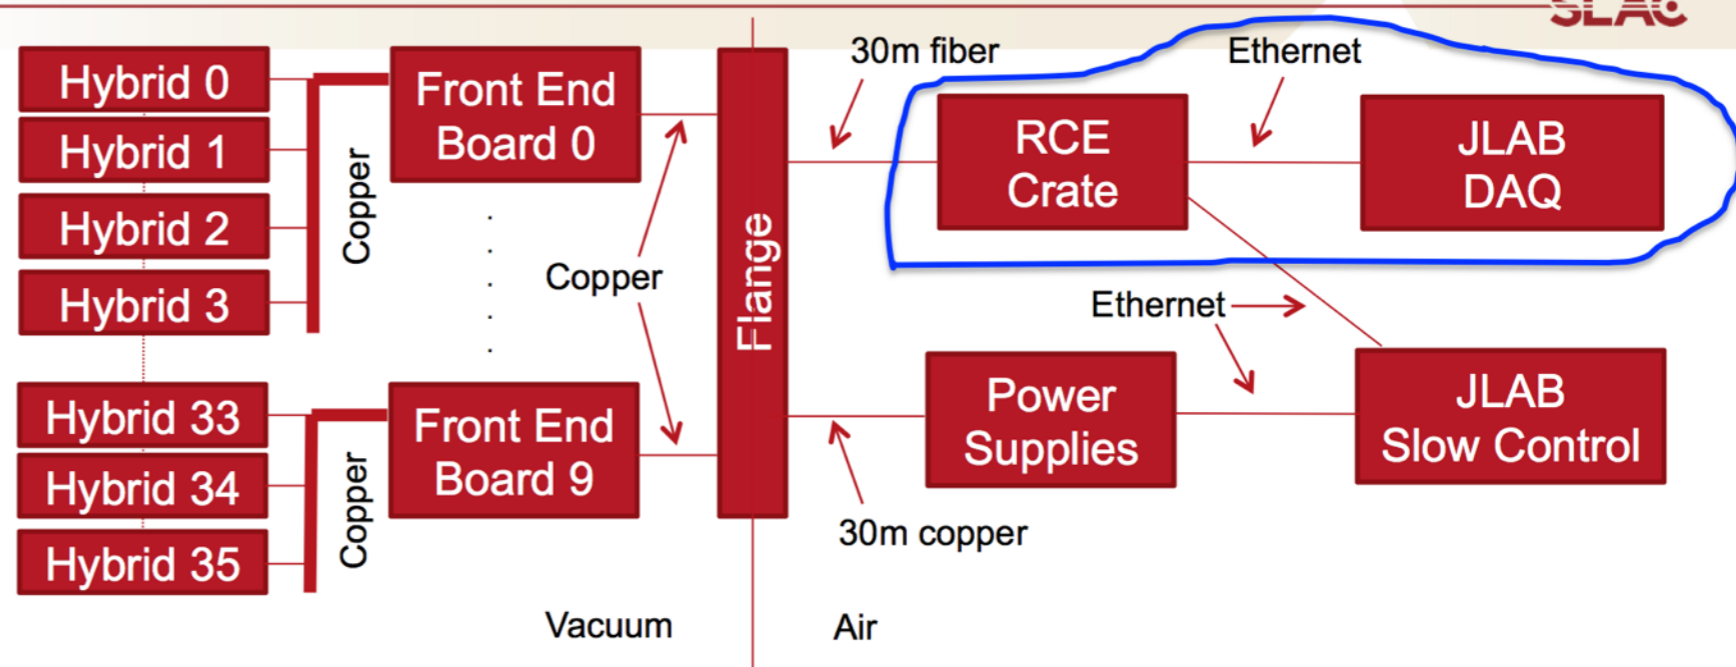 SLAC
Hybrid 0
Hybrid 1
Hybrid 2
Hybrid 3
Copper
Front End
Board 0
Hybrid 33
Hybrid 34
Hybrid 35
Copper
Front End
Board 9
Copper
Flange
30m fiber
RCE
Crate
Ethernet
JLAB
DAQ
Ethernet
Power
Supplies
JLAB
Slow Control
30m copper
Vacuum
Air